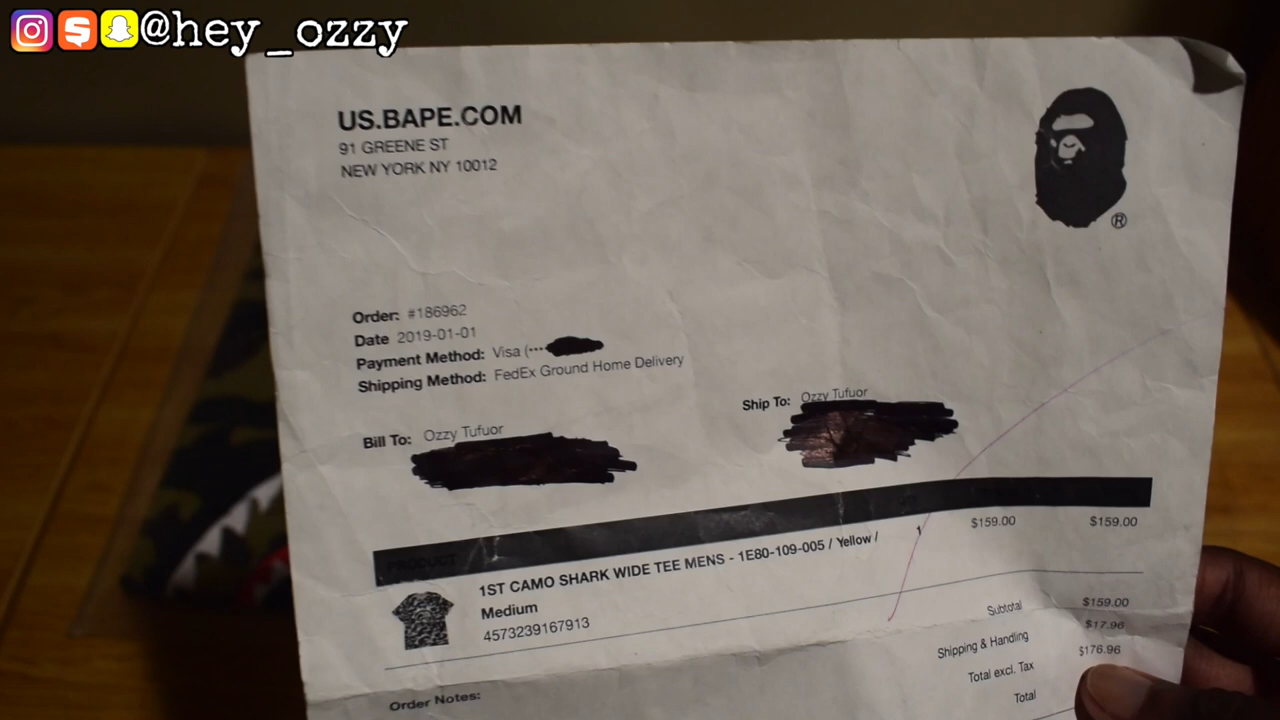 @hey_ozzy
US.BAPE.COM
91 GREENE ST
NEW YORK NY 10012
®
Order: #186962
Date 2019-01-01
Payment Method: Visa (····
Shipping Method: FedEx Ground Home Delivery
Bill To: Ozzy Tufuor
Ship To: Ozzy Tufuor
PRODUCT
1ST CAMO SHARK WIDE TEE MENS - 1E80-109-005 / Yellow /
Medium
4573239167913
1 $159.00 $159.00
Subtotal $159.00
Shipping & Handling $17.96
Total excl. Tax $176.96
Total
Order Notes: